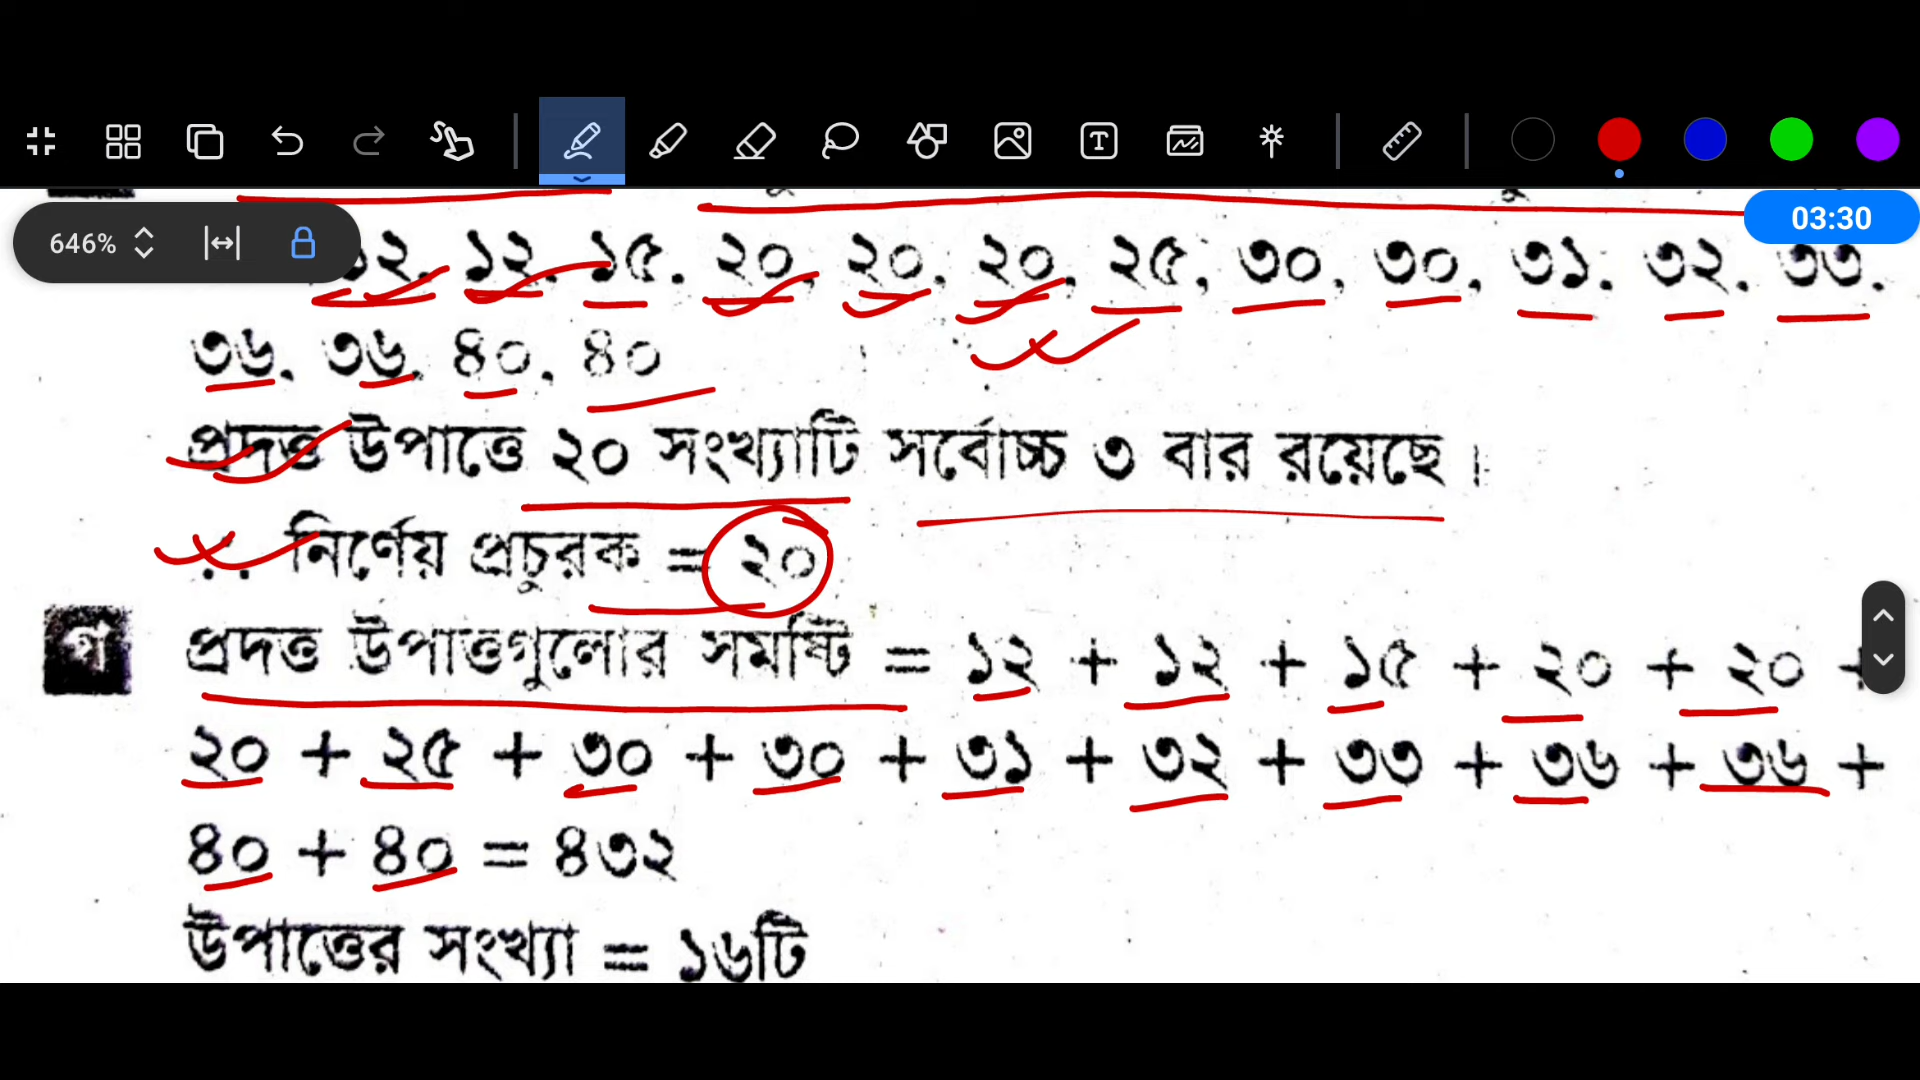 646%
03:30
১২. ১২. ১৫. ২০, ২০. ২০. ২৫, ৩০, ৩০. ৩১. ৩২. ৩৩.
৩৬. ৩৬. ৪০. ৪০
প্রদত্ত উপাত্তে ২০ সংখ্যাটি সর্বোচ্চ ৩ বার রয়েছে।
∴ নির্ণেয় প্রচুরক = ২০
গ প্রদত্ত উপাত্তগুলোর সমষ্টি = ১২ + ১২ + ১৫ + ২০ + ২০ +
২০ + ২৫ + ৩০ + ৩০ + ৩১ + ৩২ + ৩৩ + ৩৬ + ৩৬ +
৪০ + ৪০ = ৪৩২
উপাত্তের সংখ্যা = ১৬টি